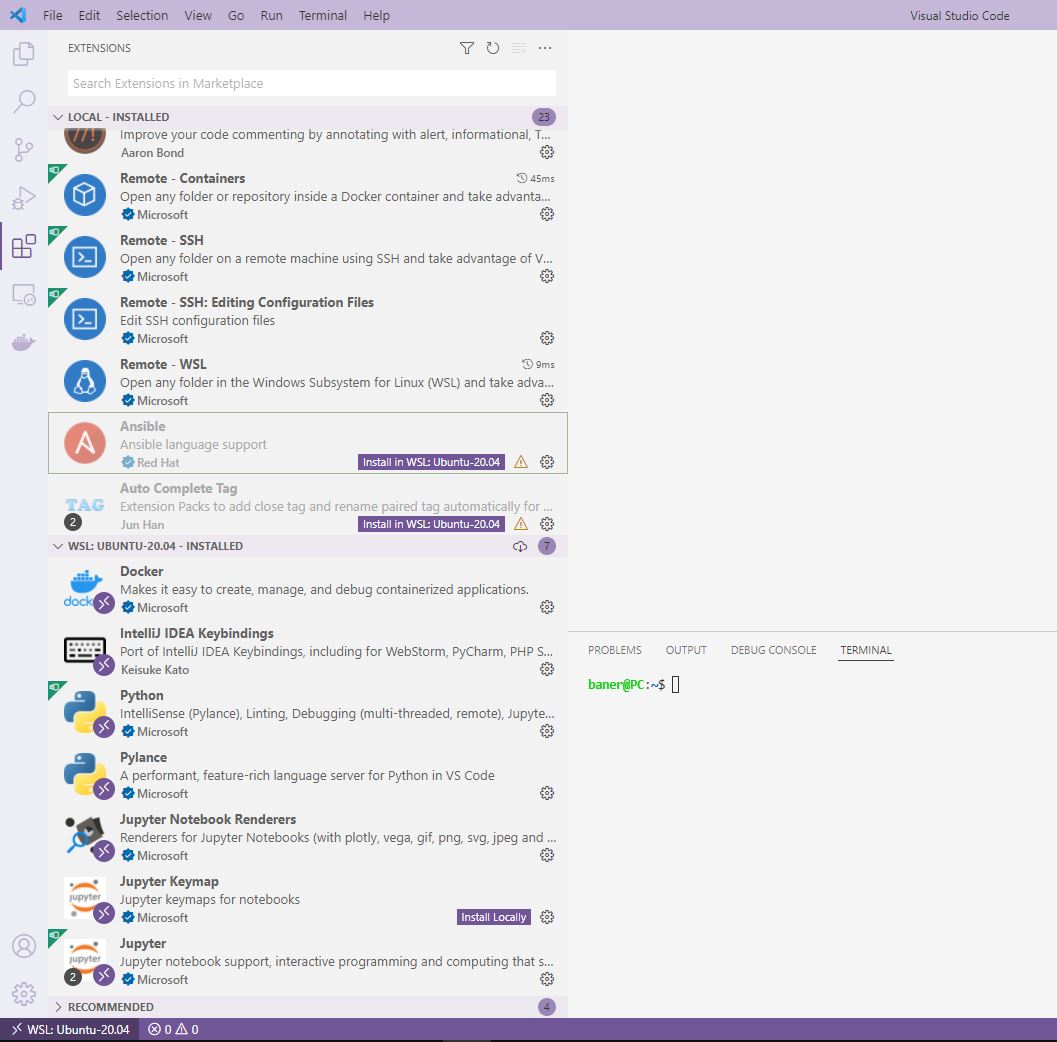 File Edit Selection View Go Run Terminal Help Visual Studio Code
EXTENSIONS
Search Extensions in Marketplace
LOCAL - INSTALLED 23
Improve your code commenting by annotating with alert, informational, T...
Aaron Bond
Remote - Containers 45ms
Open any folder or repository inside a Docker container and take advanta...
Microsoft
Remote - SSH
Open any folder on a remote machine using SSH and take advantage of V...
Microsoft
Remote - SSH: Editing Configuration Files
Edit SSH configuration files
Microsoft
Remote - WSL 9ms
Open any folder in the Windows Subsystem for Linux (WSL) and take adva...
Microsoft
Ansible
Ansible language support
Red Hat Install in WSL: Ubuntu-20.04
Auto Complete Tag
TAG
Extension Packs to add close tag and rename paired tag automatically for ...
2
Jun Han Install in WSL: Ubuntu-20.04
WSL: UBUNTU-20.04 - INSTALLED 7
Docker
Makes it easy to create, manage, and debug containerized applications.
dock
Microsoft
IntelliJ IDEA Keybindings
Port of IntelliJ IDEA Keybindings, including for WebStorm, PyCharm, PHP S...
Keisuke Kato
Python
IntelliSense (Pylance), Linting, Debugging (multi-threaded, remote), Jupyte...
Microsoft
Pylance
A performant, feature-rich language server for Python in VS Code
Microsoft
Jupyter Notebook Renderers
Renderers for Jupyter Notebooks (with plotly, vega, gif, png, svg, jpeg and ...
Microsoft
Jupyter Keymap
jupyter
Jupyter keymaps for notebooks
Microsoft Install Locally
Jupyter
jupyter
Jupyter notebook support, interactive programming and computing that s...
2
Microsoft
RECOMMENDED 4
PROBLEMS OUTPUT DEBUG CONSOLE TERMINAL
baner@PC:~$
WSL: Ubuntu-20.04 0 0